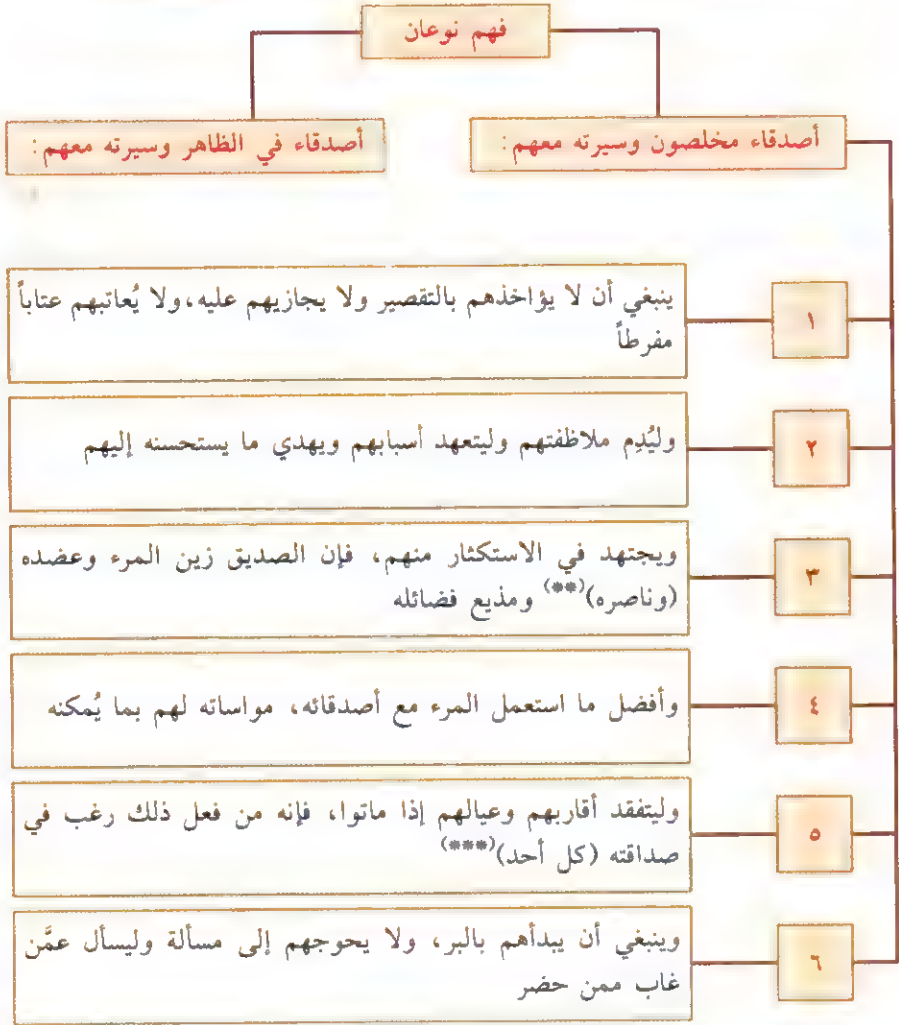 فهم نوعان
أصدقاء مخلصون وسيرته معهم:
أصدقاء في الظاهر وسيرته معهم:
١
ينبغي أن لا يؤاخذهم بالتقصير ولا يجازيهم عليه، ولا يُعاتبهم عتاباً
مفرطاً
٢
وليُدِم ملاظفتهم وليتعهد أسبابهم ويهدي ما يستحسنه إليهم
٣
ويجتهد في الاستكثار منهم، فإن الصديق زين المرء وعضده
(وناصره)(**) ومذيع فضائله
٤
وأفضل ما استعمل المرء مع أصدقائه، مواساته لهم بما يُمكنه
٥
وليتفقد أقاربهم وعيالهم إذا ماتوا، فإنه من فعل ذلك رغب في
صداقته (كل أحد)(***)
٦
وينبغي أن يبدأهم بالبر، ولا يحوجهم إلى مسألة وليسأل عمَّن
غاب ممن حضر